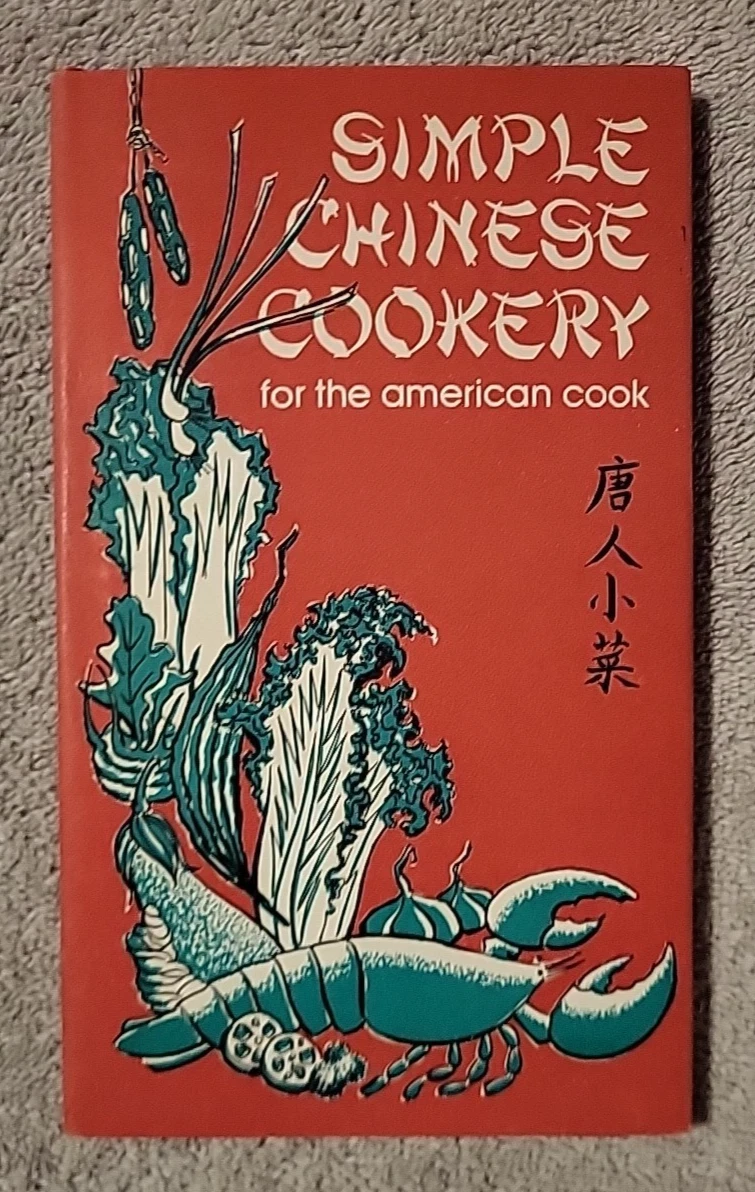 SIMPLE
CHINESE
COOKERY
for the american cook
唐人小菜